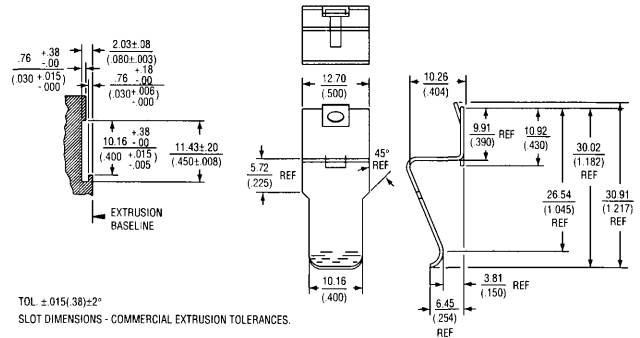 .76 +.38 -.00
(.030 +.015 -.000)
2.03±.08
(.080±.003)
.76 +.18 -.00
(.030 +.006 -.000)
10.16 +.38 -.00
(.400 +.015 -.005)
11.43±.20
(.450±.008)
EXTRUSION
BASELINE
12.70
(.500)
5.72
(.225) REF
45°
REF
10.16
(.400)
10.26
(.404)
9.91
(.390) REF
10.92
(.430)
30.02
(1.182)
REF
26.54
(1.045)
REF
30.91
(1.217)
REF
3.81
(.150) REF
6.45
(.254)
REF
TOL. ±.015(.38)±2°
SLOT DIMENSIONS - COMMERCIAL EXTRUSION TOLERANCES.